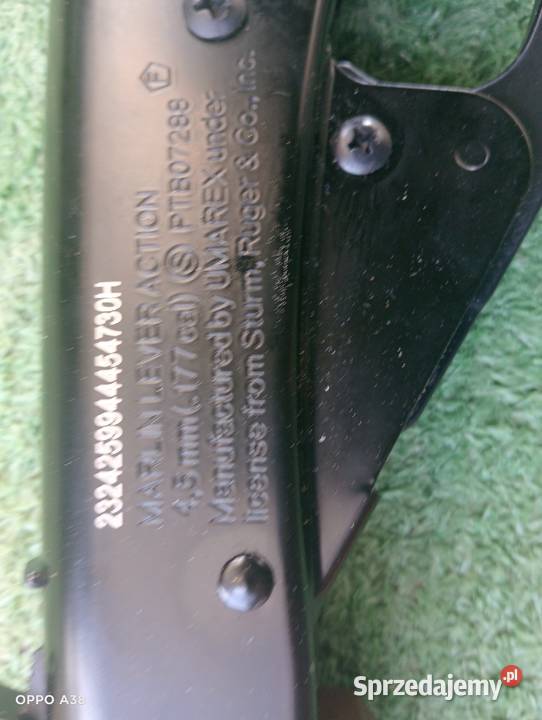 2324259944454730H
MARLIN LEVER ACTION
4,5 mm (.177 cal) Ⓢ PTB07288 F
Manufactured by UMAREX under
license from Sturm, Ruger & Co., Inc.
OPPO A38
Sprzedajemy.pl